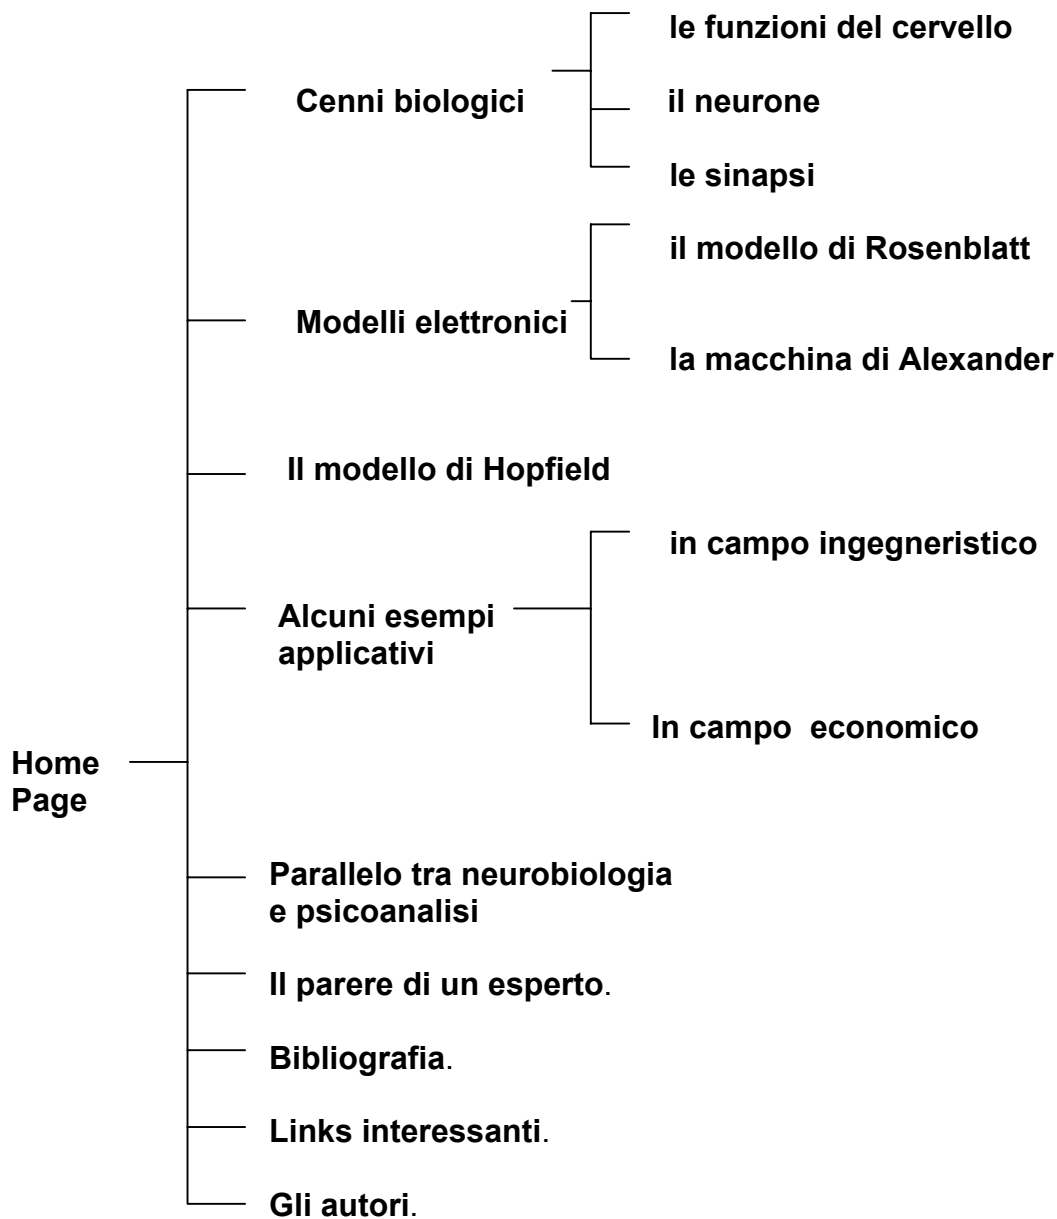 le funzioni del cervello
Cenni biologici
il neurone
le sinapsi
il modello di Rosenblatt
Modelli elettronici
la macchina di Alexander
Il modello di Hopfield
in campo ingegneristico
Alcuni esempi
applicativi
In campo  economico
Home
Page
Parallelo tra neurobiologia
e psicoanalisi
Il parere di un esperto.
Bibliografia.
Links interessanti.
Gli autori.